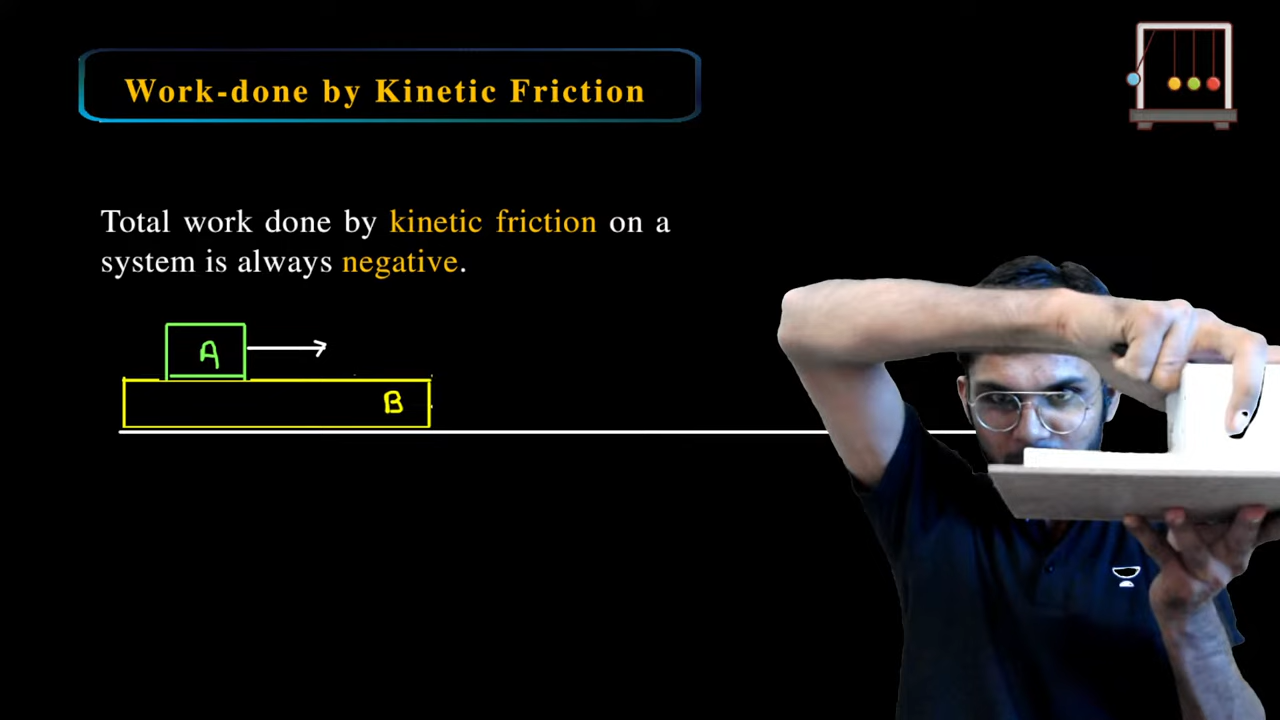 Work-done by Kinetic Friction
Total work done by kinetic friction on a
system is always negative.
A
B